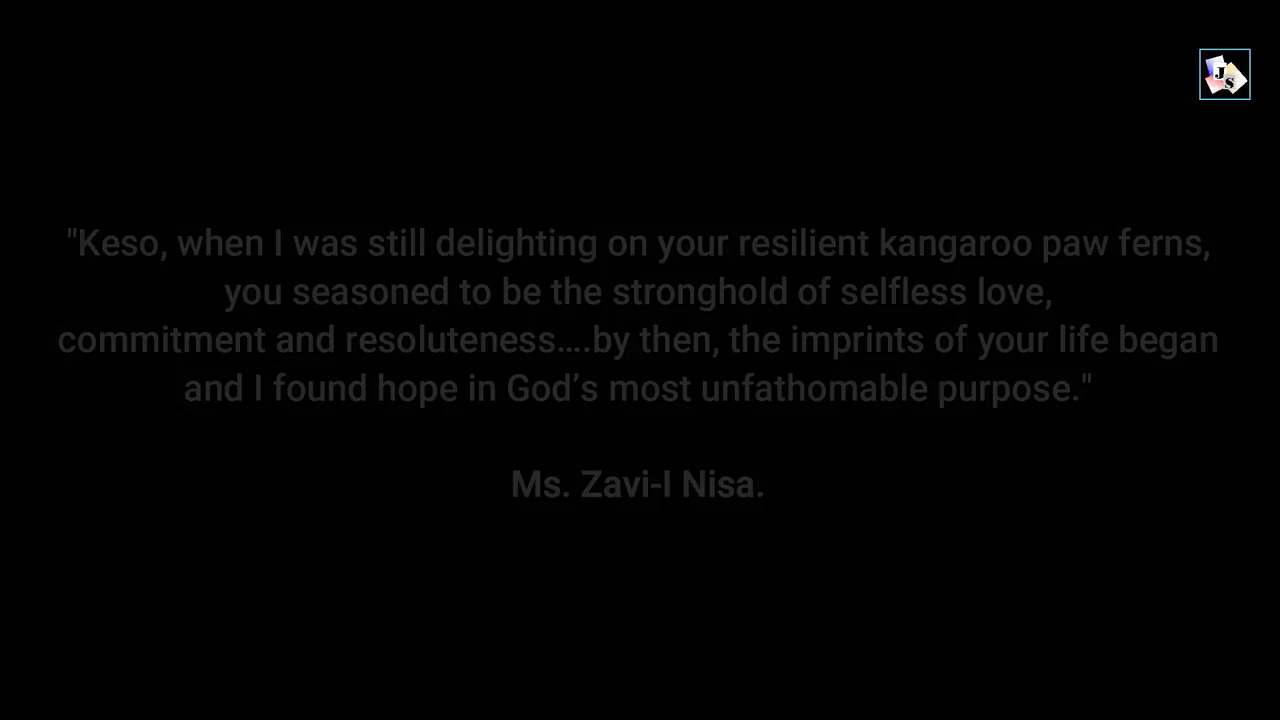 JS
"Keso, when I was still delighting on your resilient kangaroo paw ferns,
you seasoned to be the stronghold of selfless love,
commitment and resoluteness....by then, the imprints of your life began
and I found hope in God’s most unfathomable purpose."
Ms. Zavi-I Nisa.